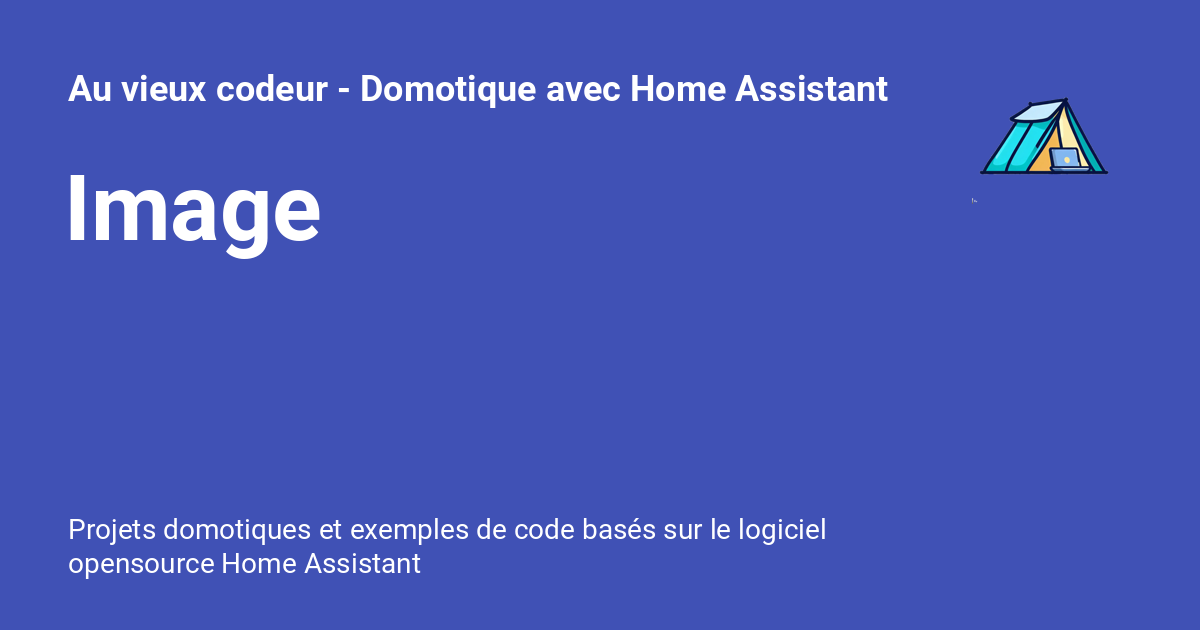 Au vieux codeur - Domotique avec Home Assistant
Image
Projets domotiques et exemples de code basés sur le logiciel
opensource Home Assistant